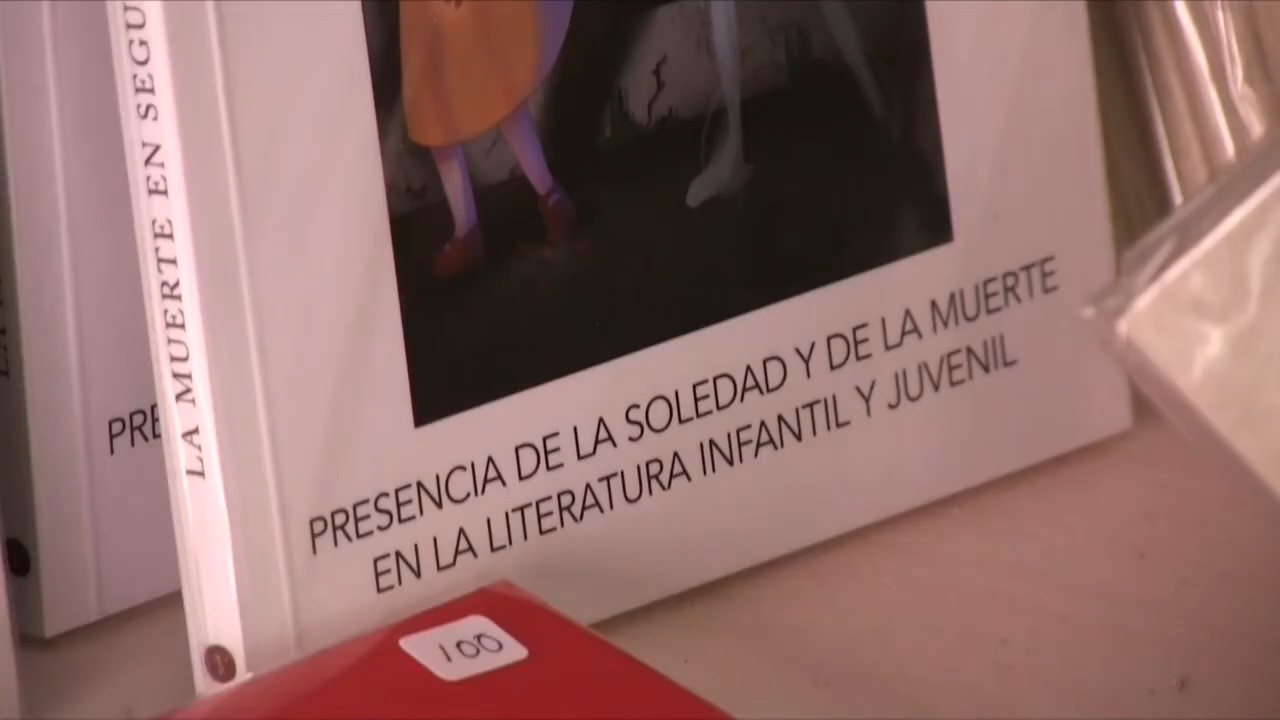 LA MUERTE EN SEGU
PRE
PRESENCIA DE LA SOLEDAD Y DE LA MUERTE
EN LA LITERATURA INFANTIL Y JUVENIL
100